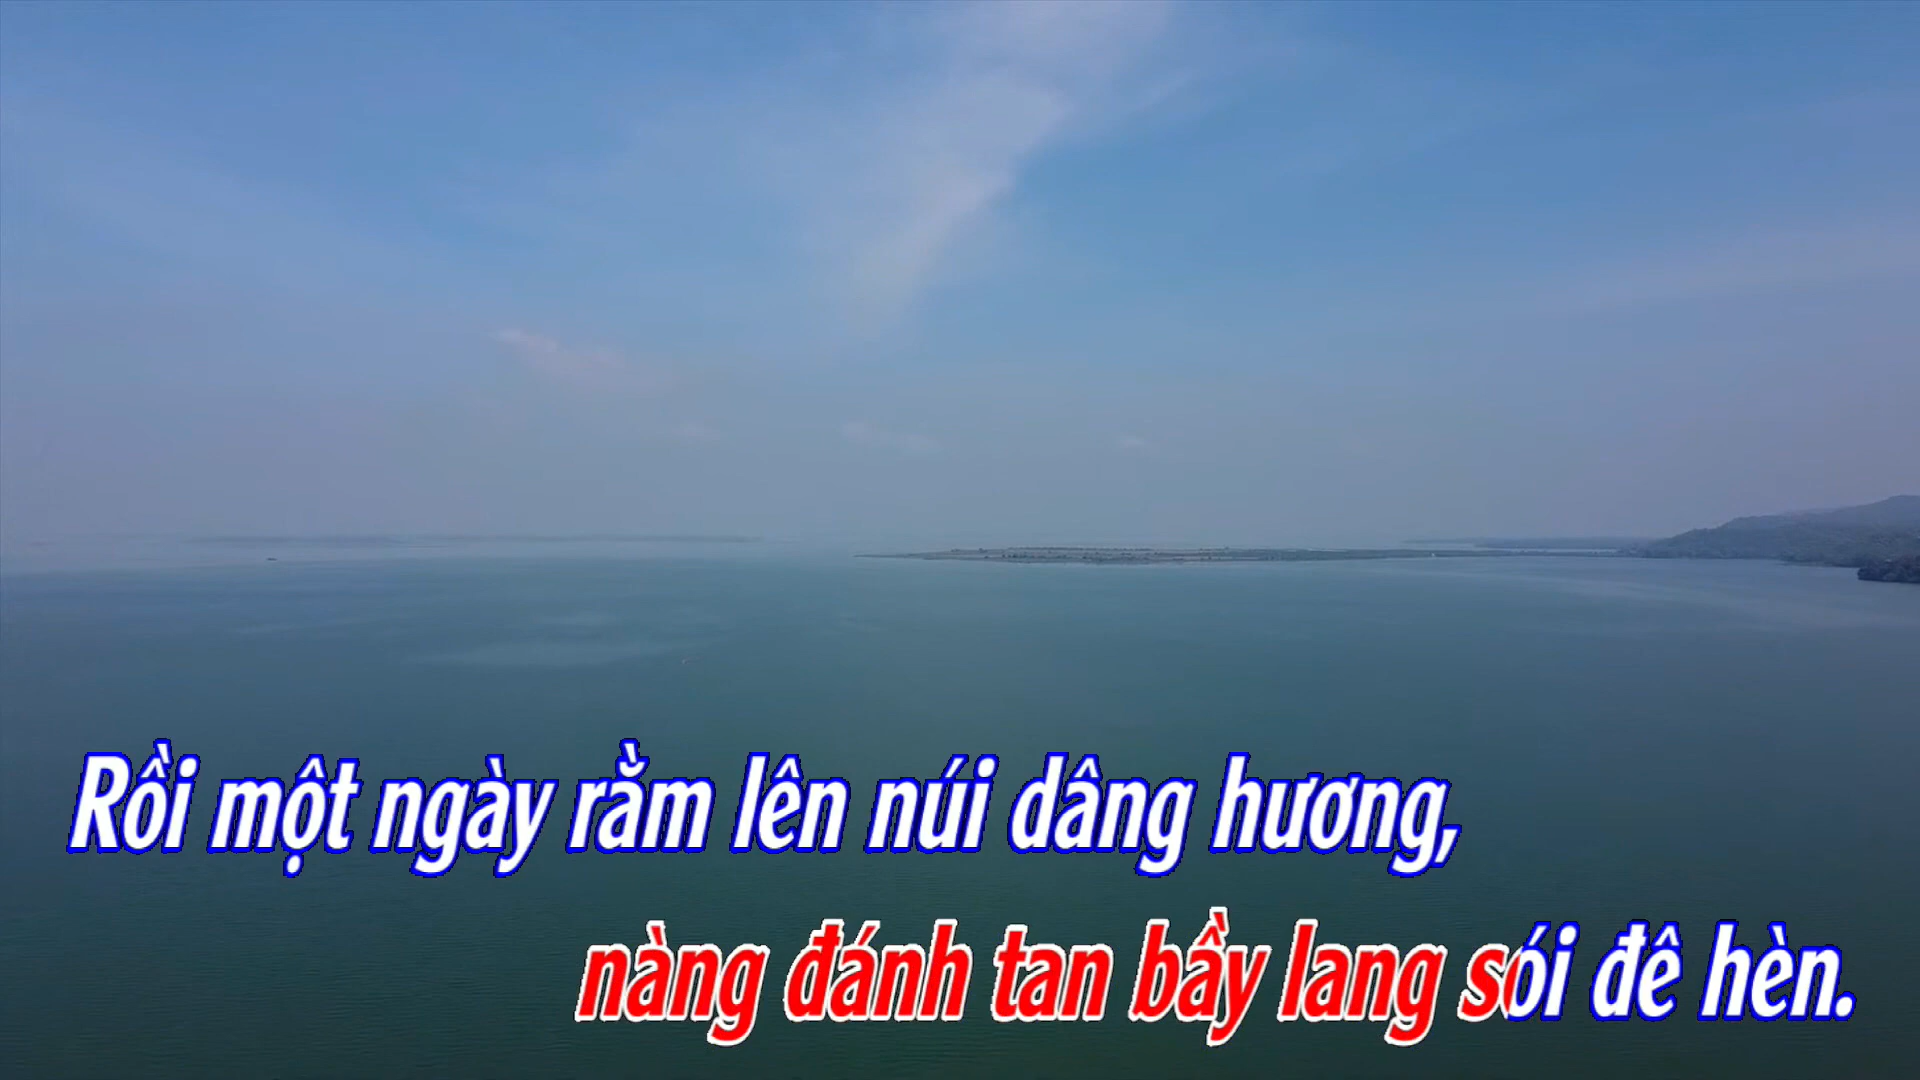 Rồi một ngày rằm lên núi dâng hương,
nàng đánh tan bầy lang sói đê hèn.